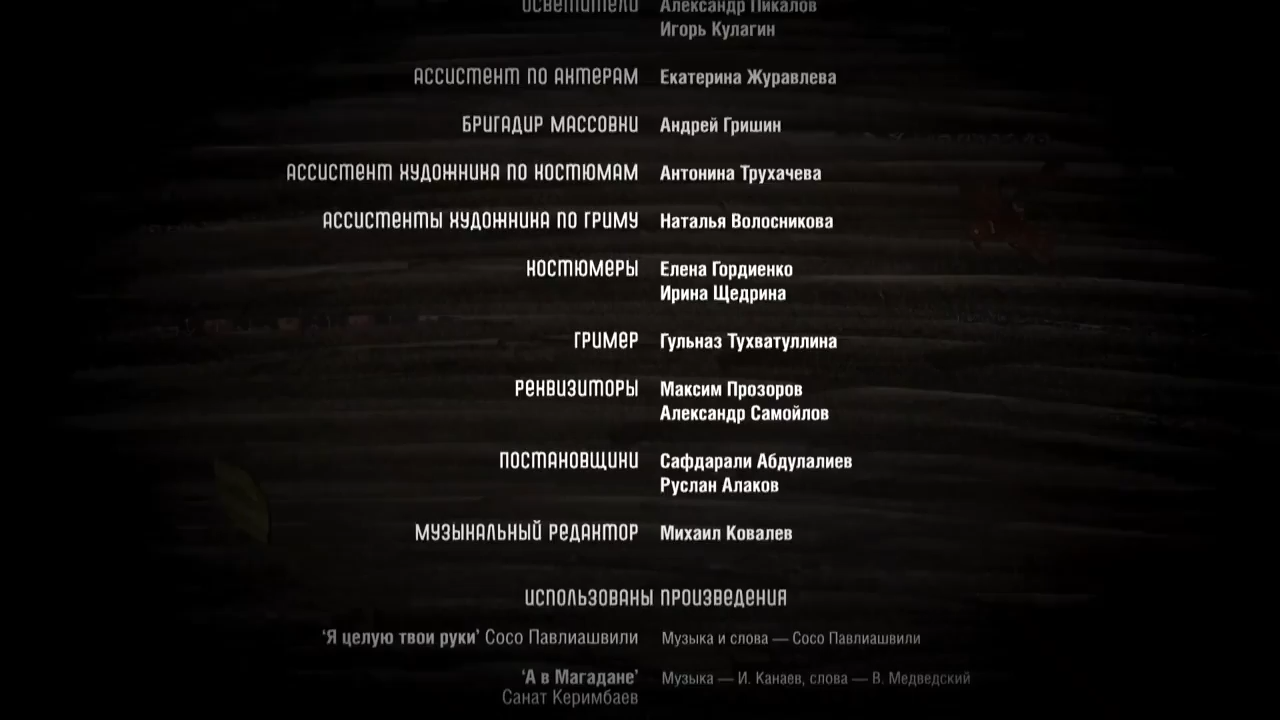 осветители Александр Пикалов
Игорь Кулагин
ассистент по актерам Екатерина Журавлева
бригадир массовки Андрей Гришин
ассистент художника по костюмам Антонина Трухачева
ассистенты художника по гриму Наталья Волосникова
костюмеры Елена Гордиенко
Ирина Щедрина
гример Гульназ Тухватуллина
реквизиторы Максим Прозоров
Александр Самойлов
постановщики Сафдарали Абдулалиев
Руслан Алаков
музыкальный редактор Михаил Ковалев
использованы произведения
‘Я целую твои руки’ Сосо Павлиашвили Музыка и слова — Сосо Павлиашвили
‘А в Магадане’ Музыка — И. Канаев, слова — В. Медведский
Санат Керимбаев